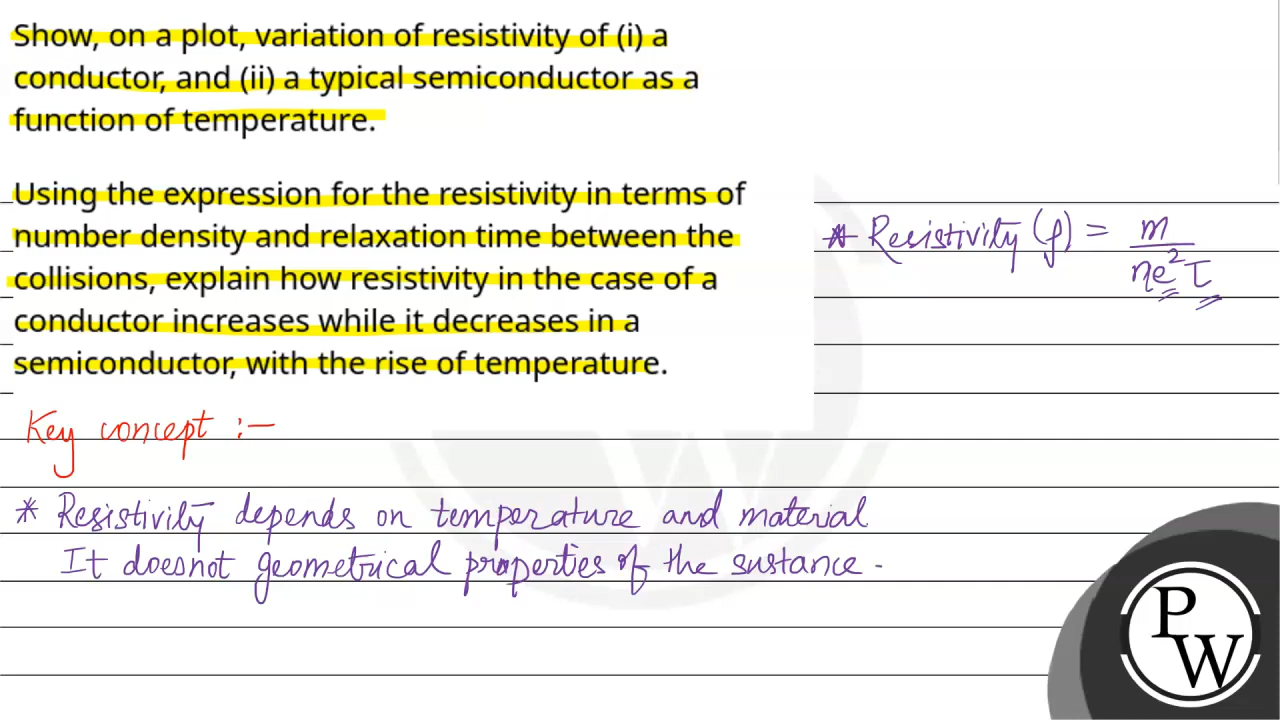 Show, on a plot, variation of resistivity of (i) a
conductor, and (ii) a typical semiconductor as a
function of temperature.
Using the expression for the resistivity in terms of
number density and relaxation time between the
collisions, explain how resistivity in the case of a
conductor increases while it decreases in a
semiconductor, with the rise of temperature.
* Resistivity (ρ) = m / ne²τ
Key concept :-
* Resistivity depends on temperature and material
It doesnot geometrical properties of the sustance.
P
W